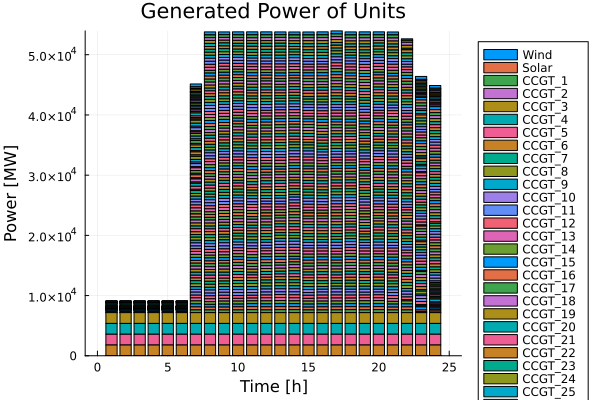 Generated Power of Units
Power [MW]
5.0×10⁴
4.0×10⁴
3.0×10⁴
2.0×10⁴
1.0×10⁴
0
0 5 10 15 20 25
Time [h]
Wind
Solar
CCGT_1
CCGT_2
CCGT_3
CCGT_4
CCGT_5
CCGT_6
CCGT_7
CCGT_8
CCGT_9
CCGT_10
CCGT_11
CCGT_12
CCGT_13
CCGT_14
CCGT_15
CCGT_16
CCGT_17
CCGT_18
CCGT_19
CCGT_20
CCGT_21
CCGT_22
CCGT_23
CCGT_24
CCGT_25